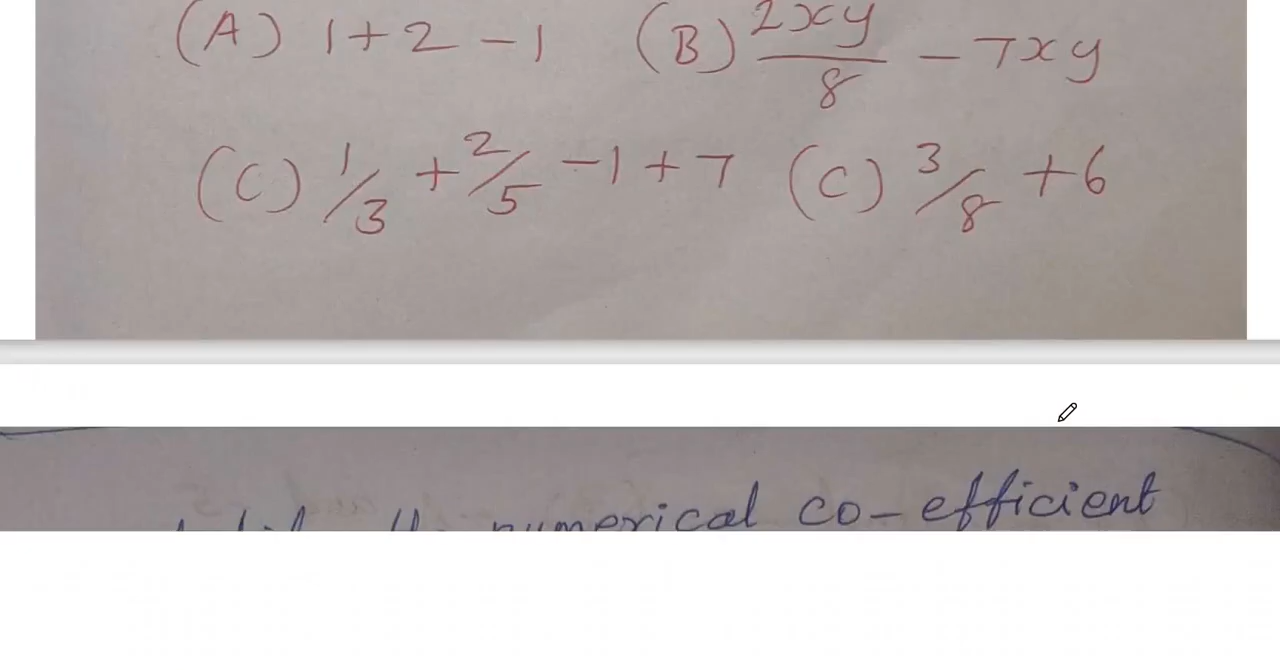 (A) 1+2-1 (B) 2xy/8 - 7xy
(C) 1/3 + 2/5 -1+7 (C) 3/8 +6
numerical co-efficient